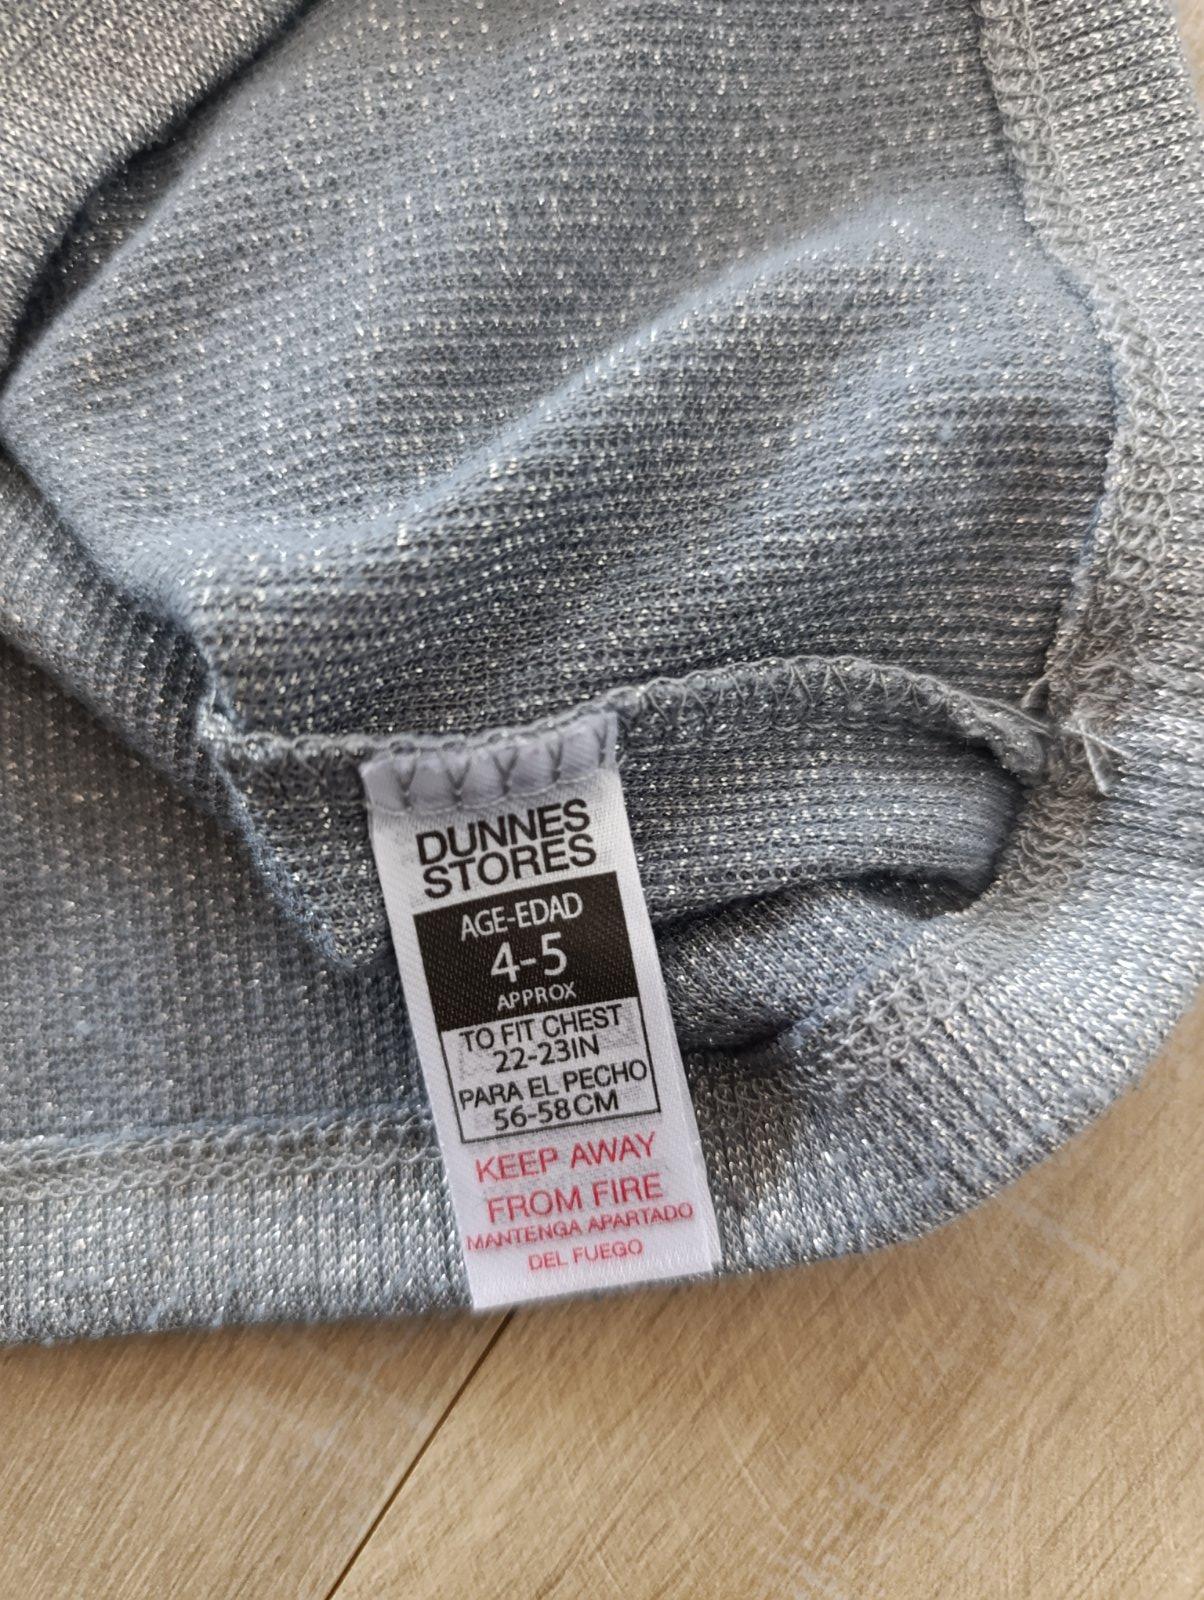 DUNNES
STORES
AGE-EDAD
4-5
APPROX
TO FIT CHEST
22-23IN
PARA EL PECHO
56-58CM
KEEP AWAY
FROM FIRE
MANTENGA APARTADO
DEL FUEGO